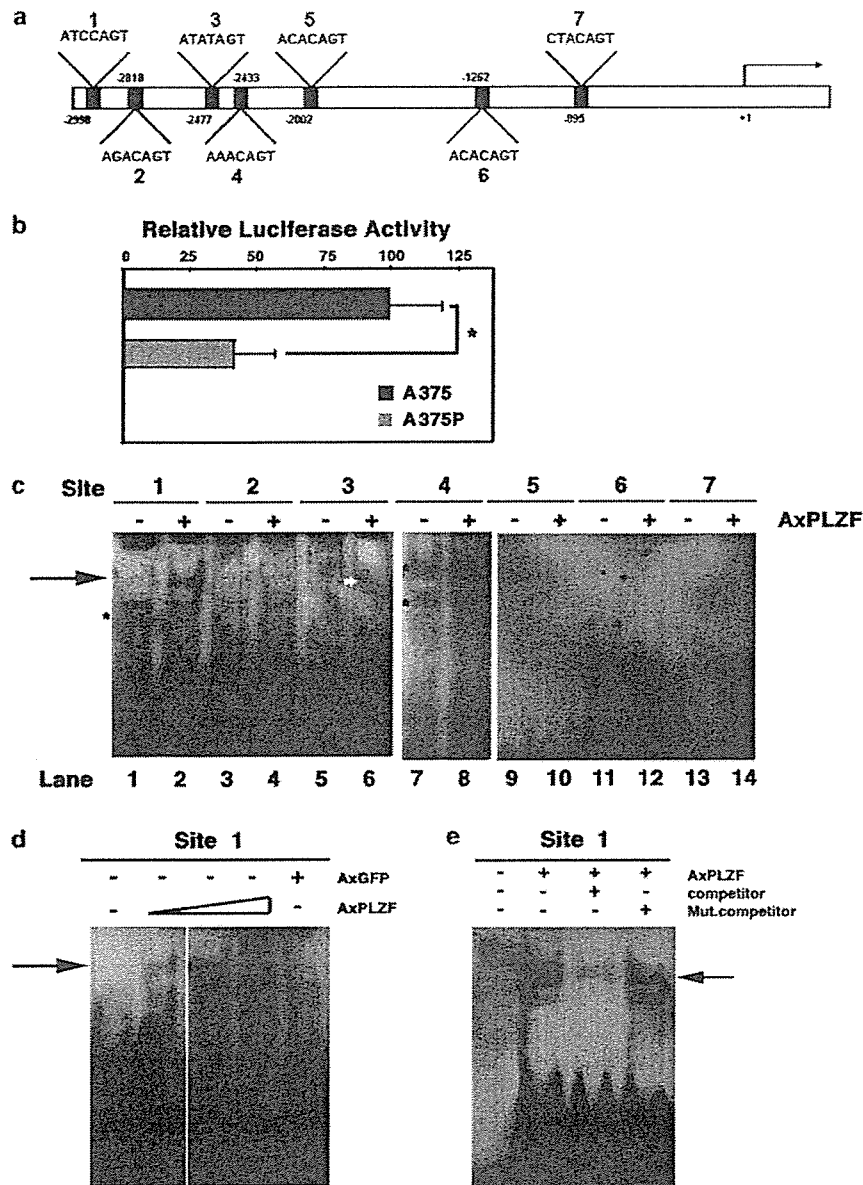 a
1 3 5 7
ATCCAGT ATATAGT ACACAGT CTACAGT
-2818 -2433 -1262
-2998 -2477 -2002 -895 +1
AGACAGT AAACAGT ACACAGT
2 4 6
b
Relative Luciferase Activity
0 25 50 75 100 125
*
A375
A375P
c
Site 1 2 3 4 5 6 7
- + - + - + - + - + - + - + AxPLZF
*
Lane 1 2 3 4 5 6 7 8 9 10 11 12 13 14
d
Site 1
- - - - + AxGFP
- - AxPLZF
e
Site 1
- + + + AxPLZF
- - + - competitor
- - - + Mut.competitor